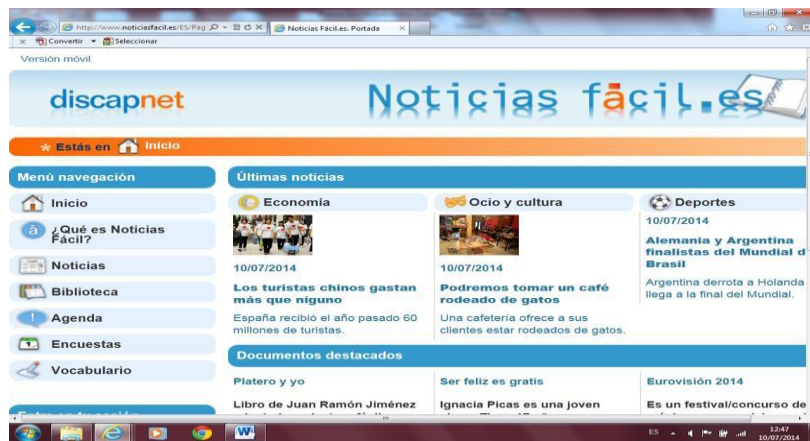 http://www.noticiasfacil.es/ES/Pag
Noticias Fácil.es. Portada
Convertir
Seleccionar
Versión móvil
discapnet
Noticias fácil.es
Estás en Inicio
Menú navegación
Inicio
¿Qué es Noticias
Fácil?
Noticias
Biblioteca
Agenda
Encuestas
Vocabulario
Últimas noticias
Economía
10/07/2014
Los turistas chinos gastan
más que niguno
España recibió el año pasado 60
millones de turistas.
Ocio y cultura
10/07/2014
Podremos tomar un café
rodeado de gatos
Una cafetería ofrece a sus
clientes estar rodeados de gatos.
Deportes
10/07/2014
Alemania y Argentina
finalistas del Mundial d
Brasil
Argentina derrota a Holanda
llega a la final del Mundial.
Documentos destacados
Platero y yo
Libro de Juan Ramón Jiménez
Ser feliz es gratis
Ignacia Picas es una joven
Eurovisión 2014
Es un festival/concurso de
ES
12:47
10/07/2014